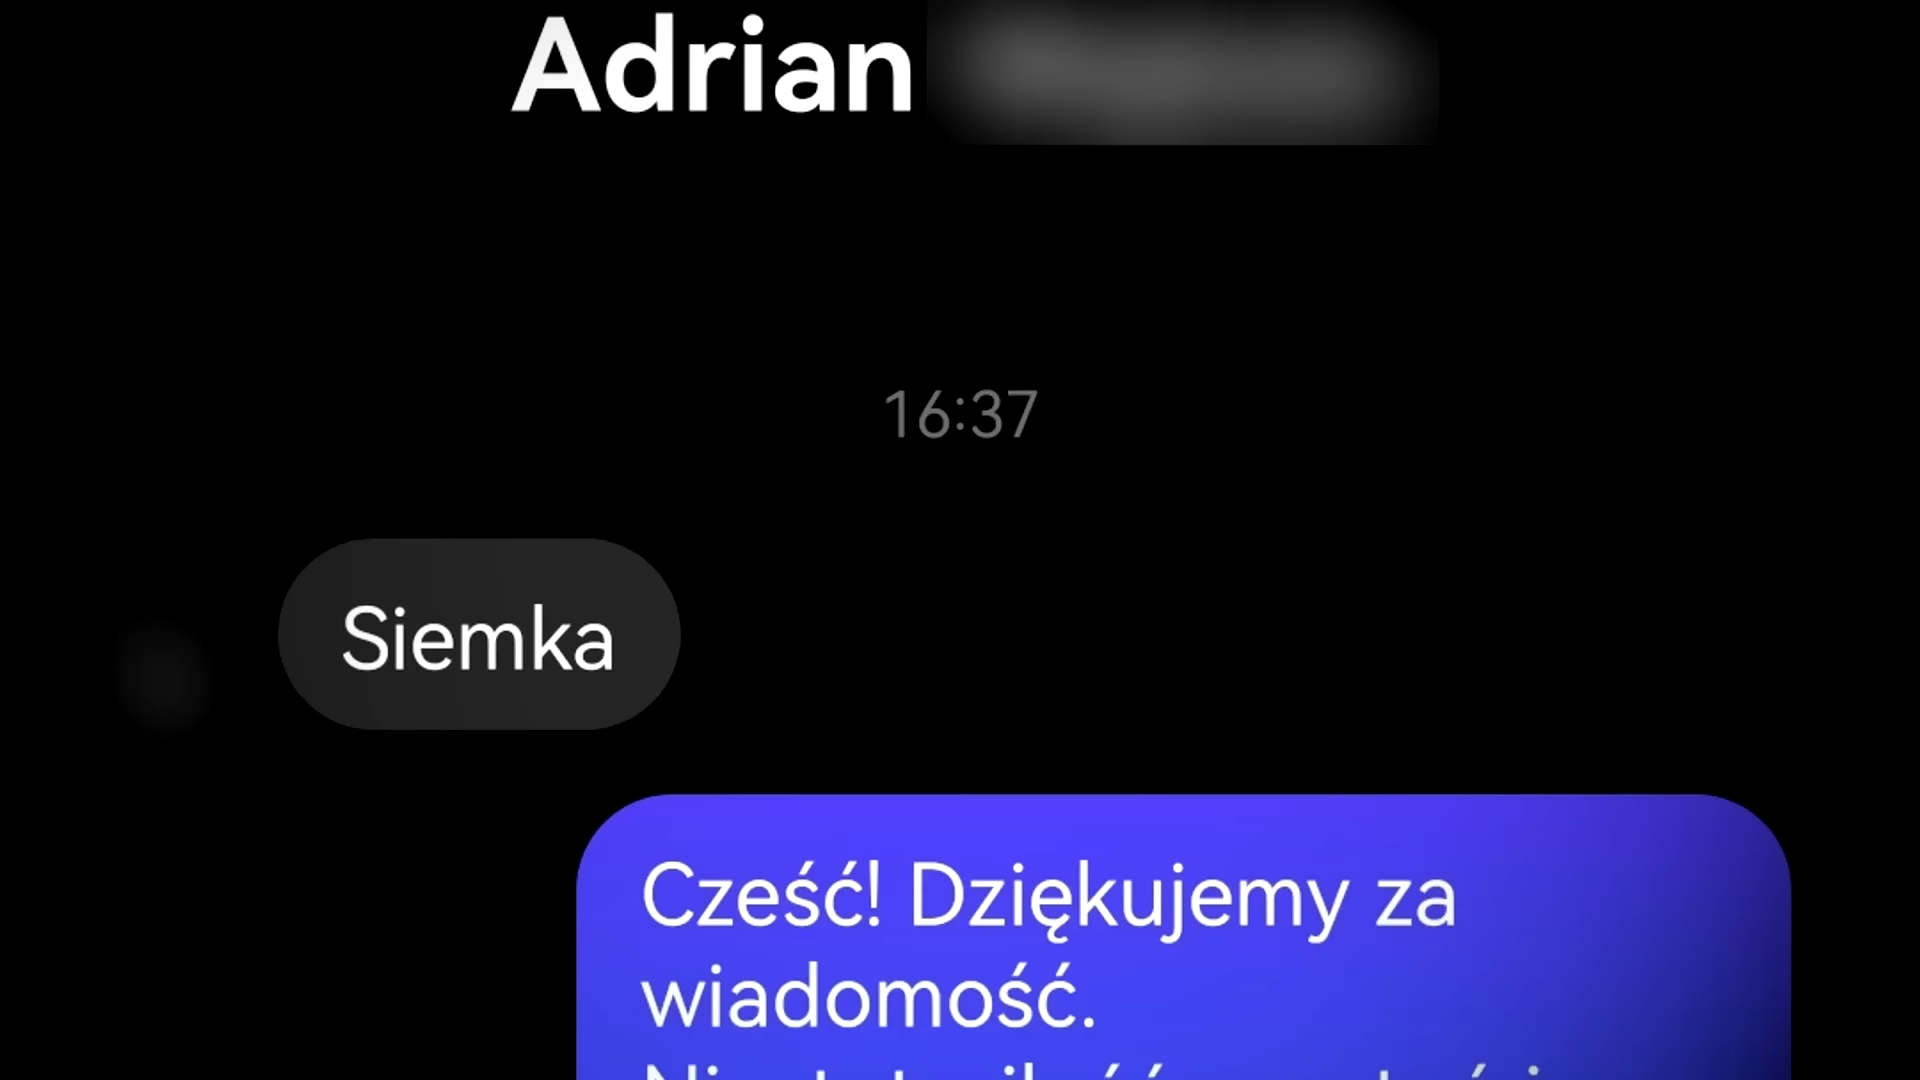 Adrian
16:37
Siemka
Cześć! Dziękujemy za
wiadomość.